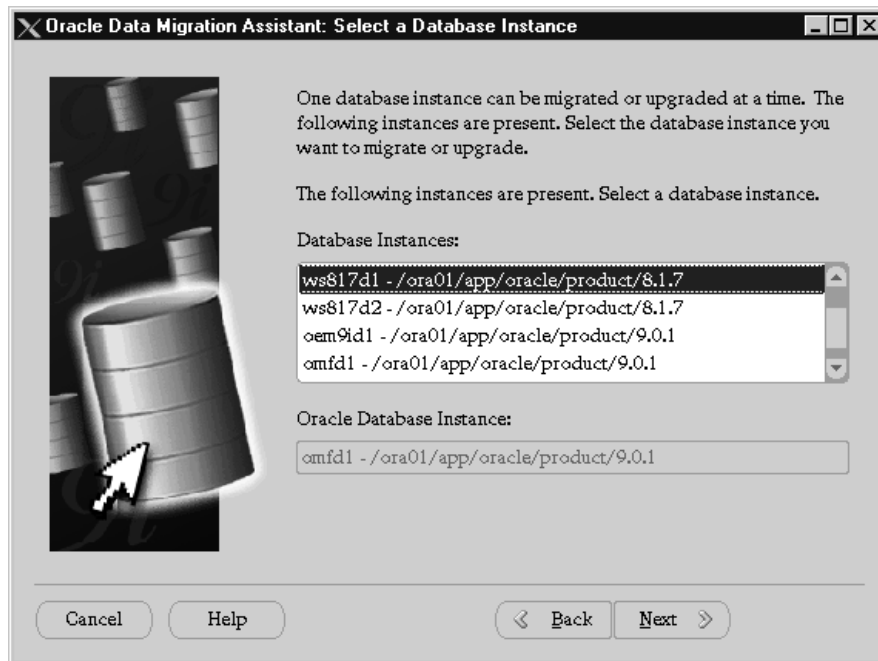 Oracle Data Migration Assistant: Select a Database Instance
One database instance can be migrated or upgraded at a time. The
following instances are present. Select the database instance you
want to migrate or upgrade.
The following instances are present. Select a database instance.
Database Instances:
ws817d1 - /ora01/app/oracle/product/8.1.7
ws817d2 - /ora01/app/oracle/product/8.1.7
oem9id1 - /ora01/app/oracle/product/9.0.1
omfd1 - /ora01/app/oracle/product/9.0.1
Oracle Database Instance:
omfd1 - /ora01/app/oracle/product/9.0.1
Cancel
Help
Back
Next